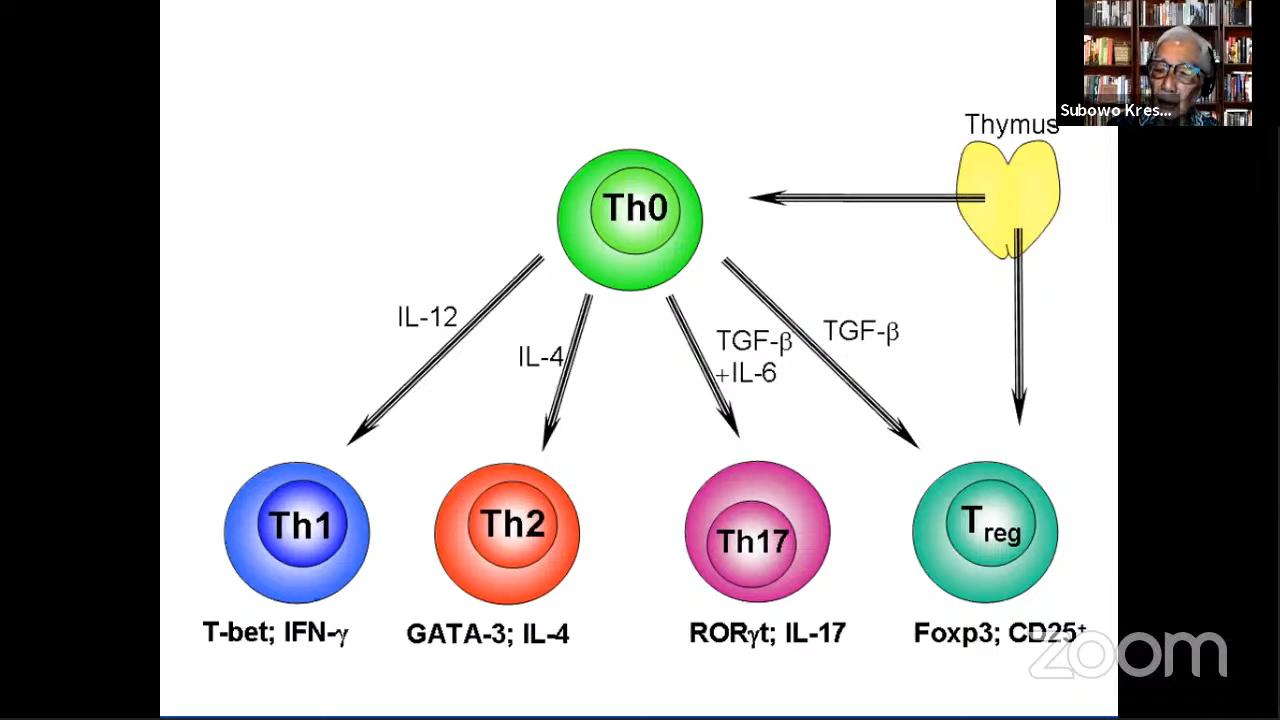 Subowo Kres...
Thymus
Th0
IL-12
IL-4
TGF-β
+IL-6
TGF-β
Th1
Th2
Th17
Treg
T-bet; IFN-γ
GATA-3; IL-4
RORγt; IL-17
Foxp3; CD25+
zoom